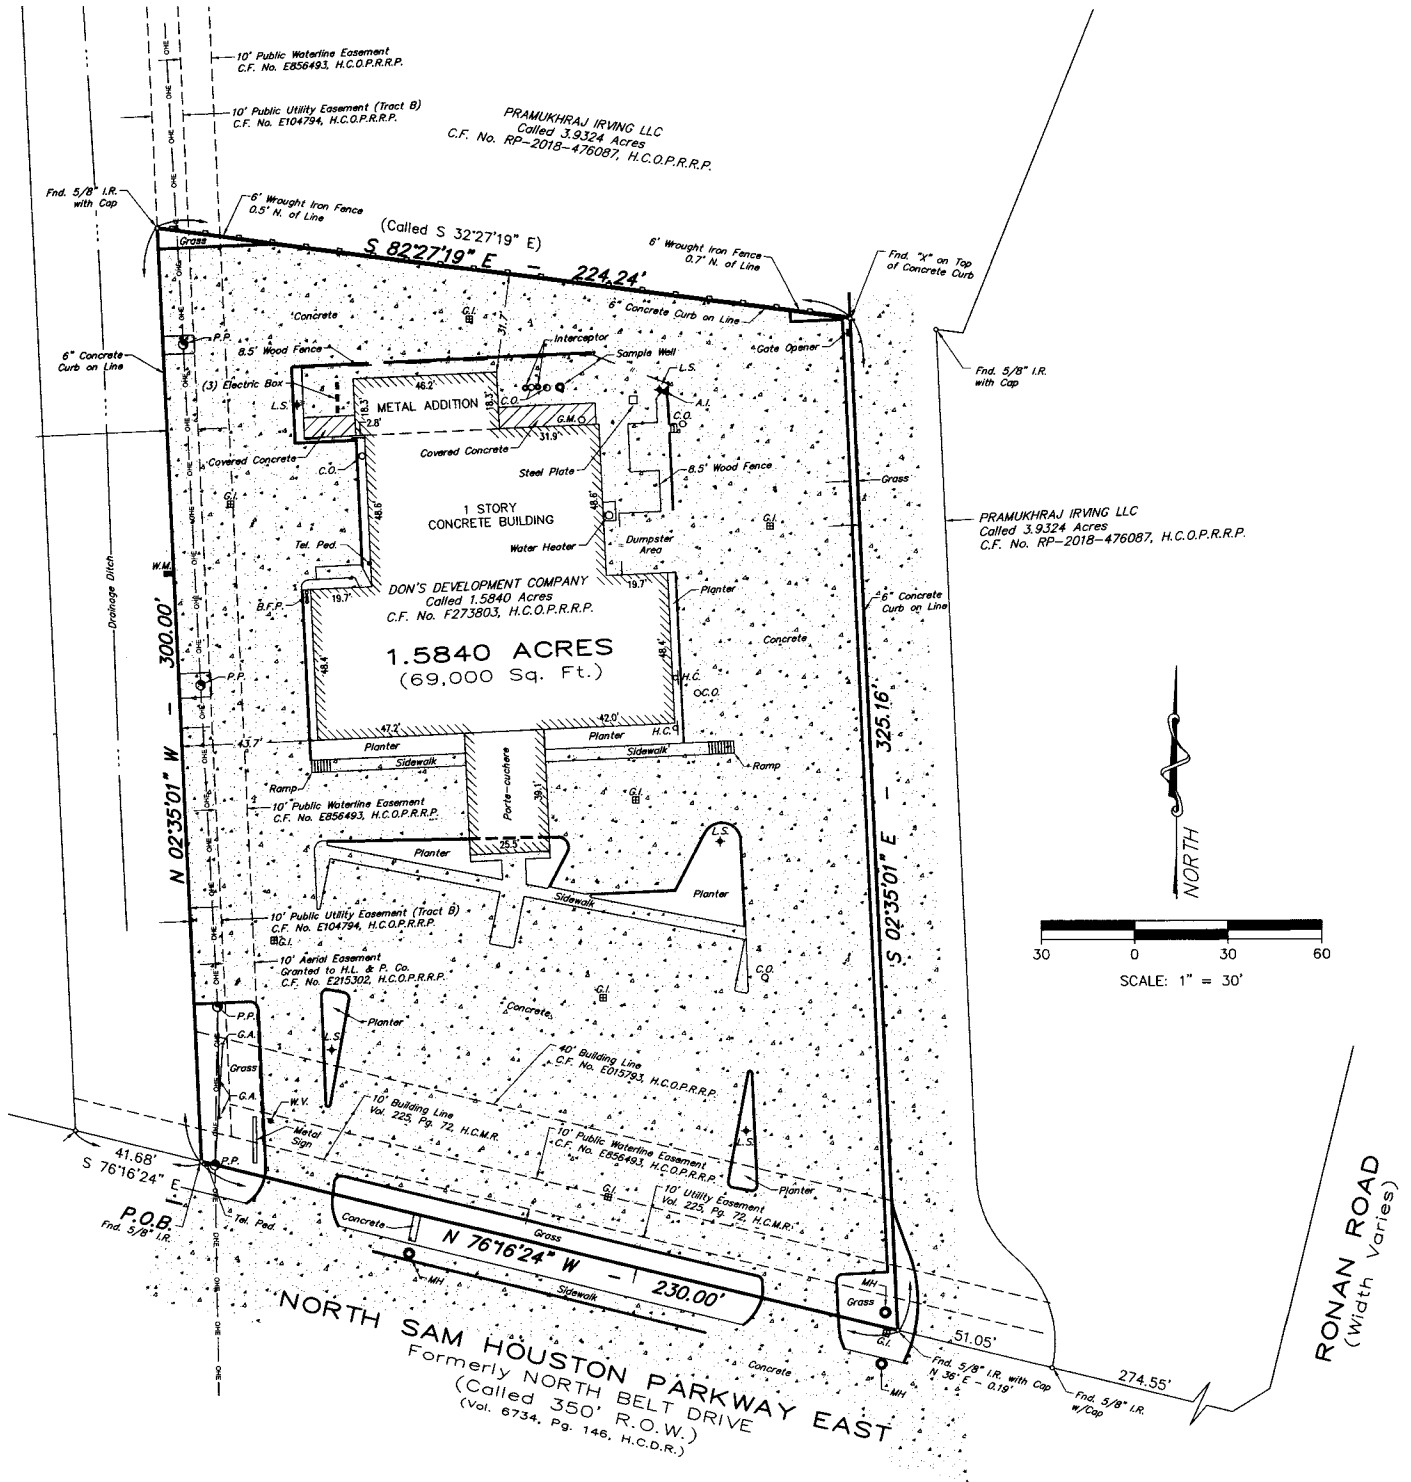 10' Public Waterline Easement
C.F. No. E856493, H.C.O.P.R.R.P.
10' Public Utility Easement (Tract B)
C.F. No. E104794, H.C.O.P.R.R.P.
PRAMUKHRAJ IRVING LLC
Called 3.9324 Acres
C.F. No. RP-2018-476087, H.C.O.P.R.R.P.
Fnd. 5/8" I.R.
with Cap
6' Wrought Iron Fence
0.5' N. of Line
(Called S 32°27'19" E)
S 82°27'19" E - 224.24'
6' Wrought Iron Fence
0.7' N. of Line
Fnd. "X" on Top
of Concrete Curb
Grass
Concrete
G.I.
31.7'
6" Concrete Curb on Line
P.P.
6" Concrete
Curb on Line
8.5' Wood Fence
Interceptor
Sample Well
Gate Opener
Fnd. 5/8" I.R.
with Cap
(3) Electric Box
46.2'
L.S.
L.S.
A.I.
METAL ADDITION
18.3'
18.3'
C.O.
G.M.
C.O.
2.8'
31.9'
Covered Concrete
Covered Concrete
C.O.
Steel Plate
8.5' Wood Fence
Grass
G.I.
48.6'
48.6'
1 STORY
CONCRETE BUILDING
G.I.
PRAMUKHRAJ IRVING LLC
Called 3.9324 Acres
C.F. No. RP-2018-476087, H.C.O.P.R.R.P.
Tel. Ped.
Water Heater
Dumpster
Area
Drainage Ditch
W.M.
DON'S DEVELOPMENT COMPANY
Called 1.5840 Acres
C.F. No. F273803, H.C.O.P.R.R.P.
19.7'
19.7'
Planter
B.F.P.
6" Concrete
Curb on Line
Concrete
1.5840 ACRES
(69,000 Sq. Ft.)
48.4'
48.4'
N 02°35'01" W - 300.00'
P.P.
H.C.
C.O.
S 02°35'01" E - 325.16'
47.2'
42.0'
H.C.
43.7'
Planter
Planter
Sidewalk
Sidewalk
Ramp
Ramp
Porte-cuchere
39.1'
G.I.
10' Public Waterline Easement
C.F. No. E856493, H.C.O.P.R.R.P.
25.5'
Planter
L.S.
Planter
Sidewalk
NORTH
10' Public Utility Easement (Tract B)
C.F. No. E104794, H.C.O.P.R.R.P.
G.I.
10' Aerial Easement
Granted to H.L. & P. Co.
C.F. No. E215302, H.C.O.P.R.R.P.
C.O.
30 0 30 60
SCALE: 1" = 30'
G.I.
Concrete
P.P.
G.A.
Planter
L.S.
Grass
G.A.
W.V.
Metal
Sign
40' Building Line
C.F. No. E015793, H.C.O.P.R.R.P.
10' Building Line
Vol. 225, Pg. 72, H.C.M.R.
10' Public Waterline Easement
C.F. No. E856493, H.C.O.P.R.R.P.
L.S.
Planter
10' Utility Easement
Vol. 225, Pg. 72, H.C.M.R.
G.I.
41.68'
S 76°16'24" E
P.P.
P.O.B.
Fnd. 5/8" I.R.
Tel. Ped.
Concrete
Grass
N 76°16'24" W - 230.00'
MH
Sidewalk
MH
Grass
G.I.
51.05'
Fnd. 5/8" I.R. with Cap
N 36° E - 0.19'
MH
Fnd. 5/8" I.R.
w/Cap
274.55'
RONAN ROAD
(Width Varies)
Concrete
NORTH SAM HOUSTON PARKWAY EAST
Formerly NORTH BELT DRIVE
(Called 350' R.O.W.)
(Vol. 6734, Pg. 146, H.C.D.R.)
OHE